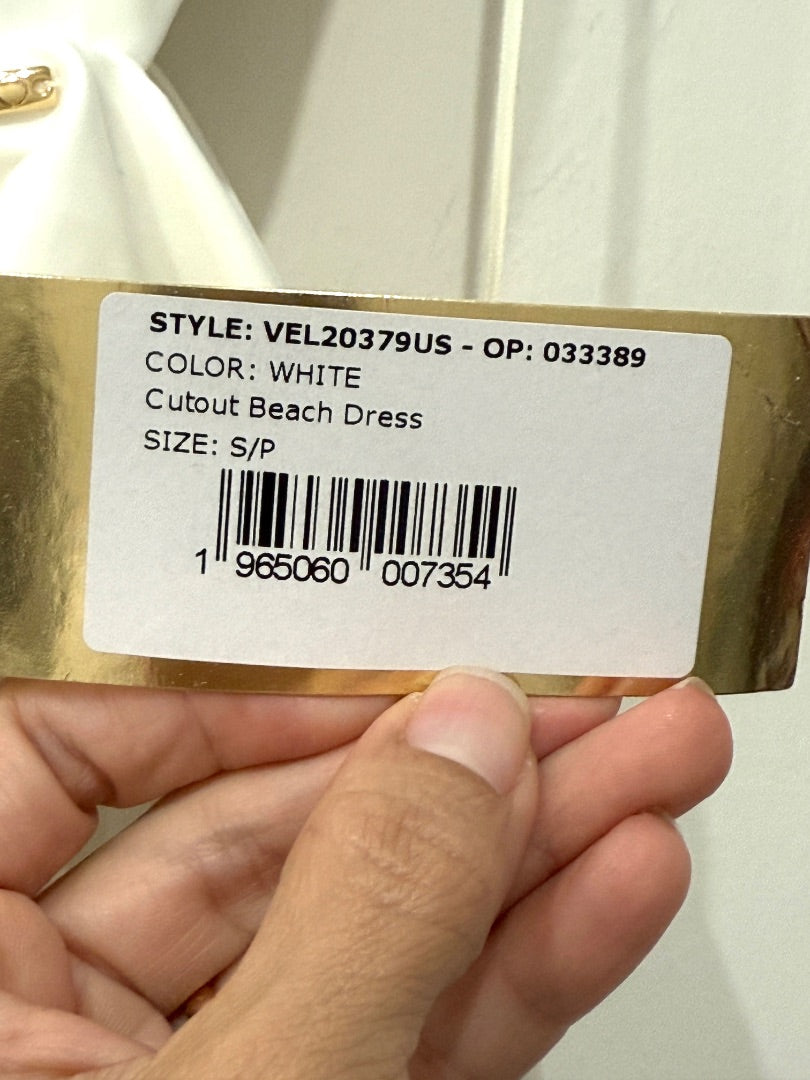 STYLE: VEL20379US - OP: 033389
COLOR: WHITE
Cutout Beach Dress
SIZE: S/P
1 965060 007354